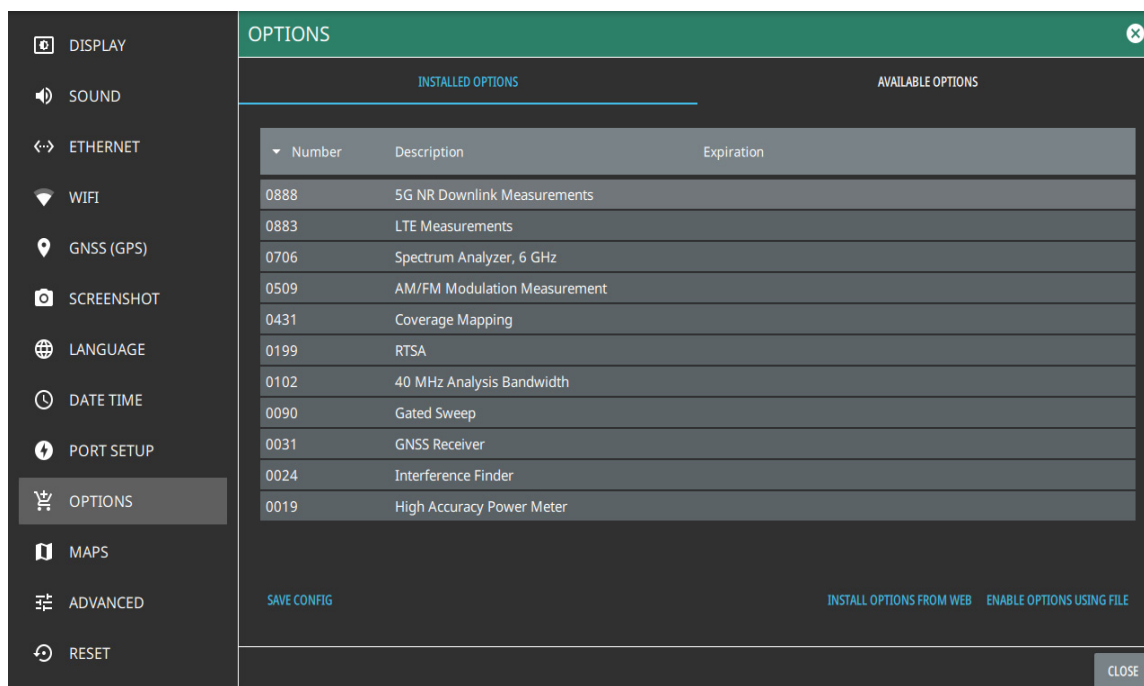 DISPLAY
SOUND
ETHERNET
WIFI
GNSS (GPS)
SCREENSHOT
LANGUAGE
DATE TIME
PORT SETUP
OPTIONS
MAPS
ADVANCED
RESET
OPTIONS
INSTALLED OPTIONS AVAILABLE OPTIONS
Number Description Expiration
0888 5G NR Downlink Measurements
0883 LTE Measurements
0706 Spectrum Analyzer, 6 GHz
0509 AM/FM Modulation Measurement
0431 Coverage Mapping
0199 RTSA
0102 40 MHz Analysis Bandwidth
0090 Gated Sweep
0031 GNSS Receiver
0024 Interference Finder
0019 High Accuracy Power Meter
SAVE CONFIG INSTALL OPTIONS FROM WEB ENABLE OPTIONS USING FILE
CLOSE